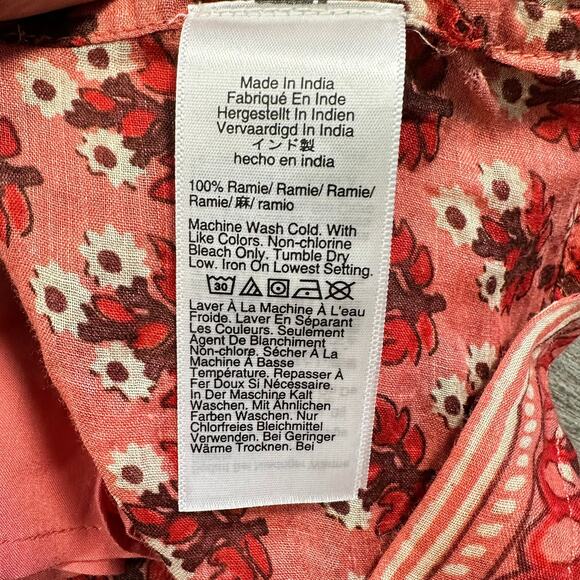 Made In India
Fabriqué En Inde
Hergestellt In Indien
Vervaardigd In India
インド製
hecho en india
100% Ramie/ Ramie/ Ramie/
Ramie/ 麻/ ramio
Machine Wash Cold. With
Like Colors. Non-chlorine
Bleach Only. Tumble Dry
Low. Iron On Lowest Setting.
30
Laver À La Machine À L'eau
Froide. Laver En Séparant
Les Couleurs. Seulement
Agent De Blanchiment
Non-chlore. Sécher À La
Machine À Basse
Température. Repasser À
Fer Doux Si Nécessaire.
In Der Maschine Kalt
Waschen. Mit Ähnlichen
Farben Waschen. Nur
Chlorfreies Bleichmittel
Verwenden. Bei Geringer
Wärme Trocknen. Bei